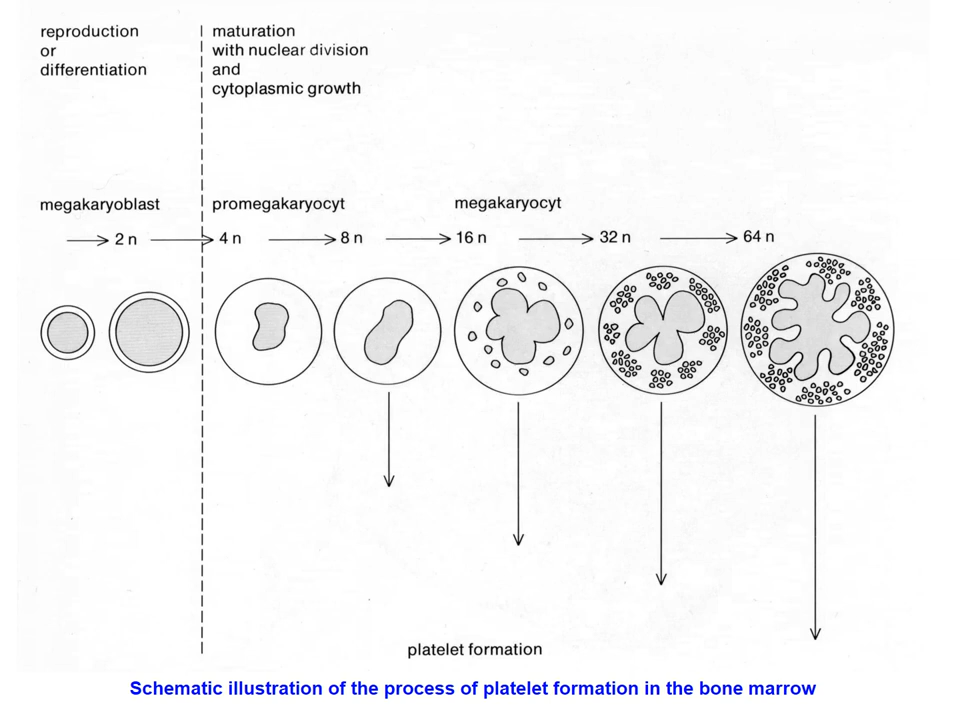 reproduction
or
differentiation
maturation
with nuclear division
and
cytoplasmic growth
megakaryoblast
promegakaryocyt
megakaryocyt
2 n
4 n
8 n
16 n
32 n
64 n
platelet formation
Schematic illustration of the process of platelet formation in the bone marrow